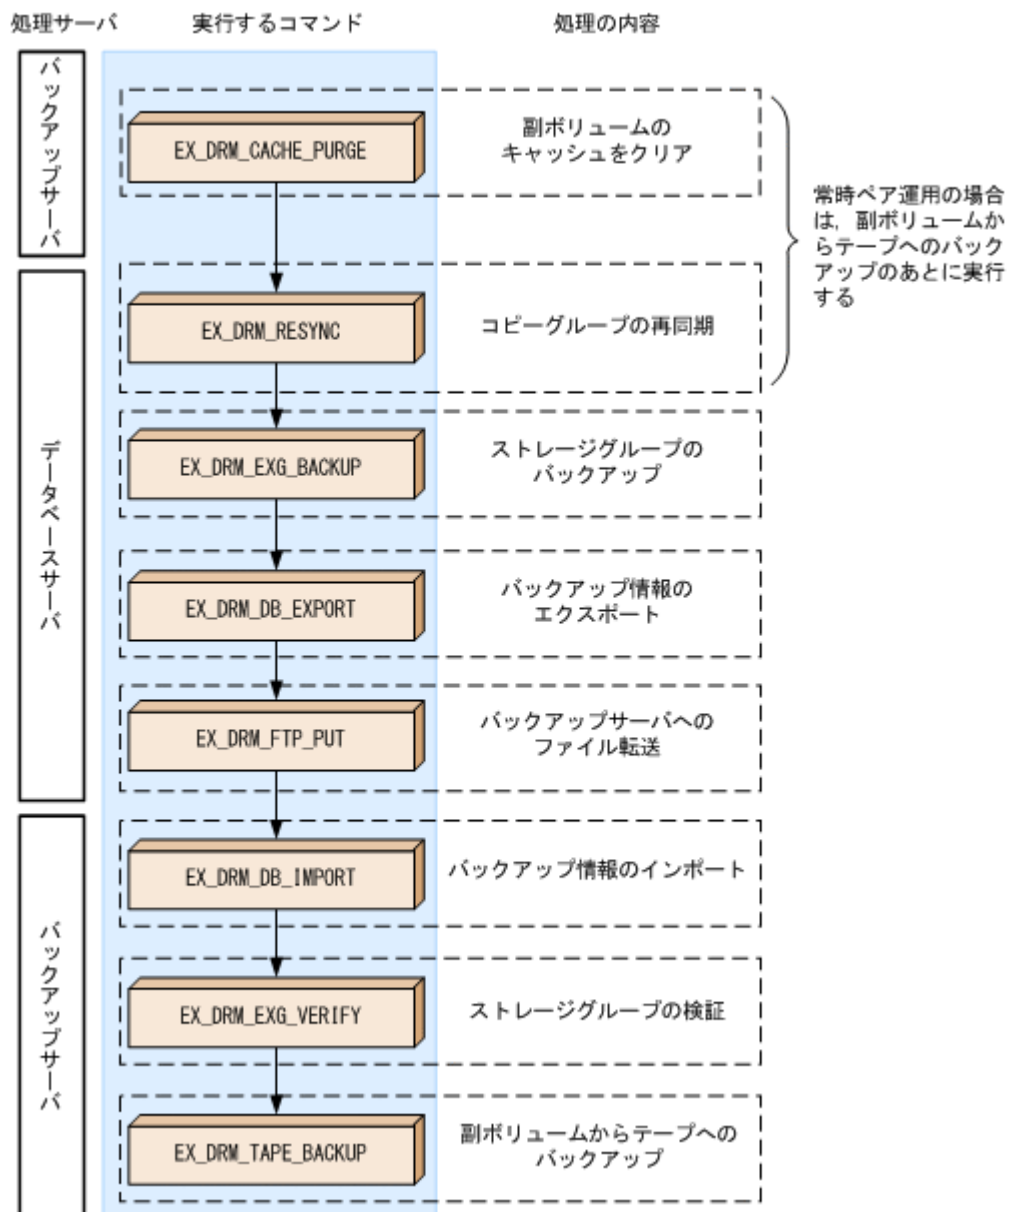 処理サーバ 実行するコマンド 処理の内容
バックアップサーバ
EX_DRM_CACHE_PURGE
副ボリュームの
キャッシュをクリア
常時ペア運用の場合
は，副ボリュームか
らテープへのバック
アップのあとに実行
する
データベースサーバ
EX_DRM_RESYNC
コピーグループの再同期
EX_DRM_EXG_BACKUP
ストレージグループの
バックアップ
EX_DRM_DB_EXPORT
バックアップ情報の
エクスポート
EX_DRM_FTP_PUT
バックアップサーバへの
ファイル転送
バックアップサーバ
EX_DRM_DB_IMPORT
バックアップ情報のインポート
EX_DRM_EXG_VERIFY
ストレージグループの検証
EX_DRM_TAPE_BACKUP
副ボリュームからテープへの
バックアップ